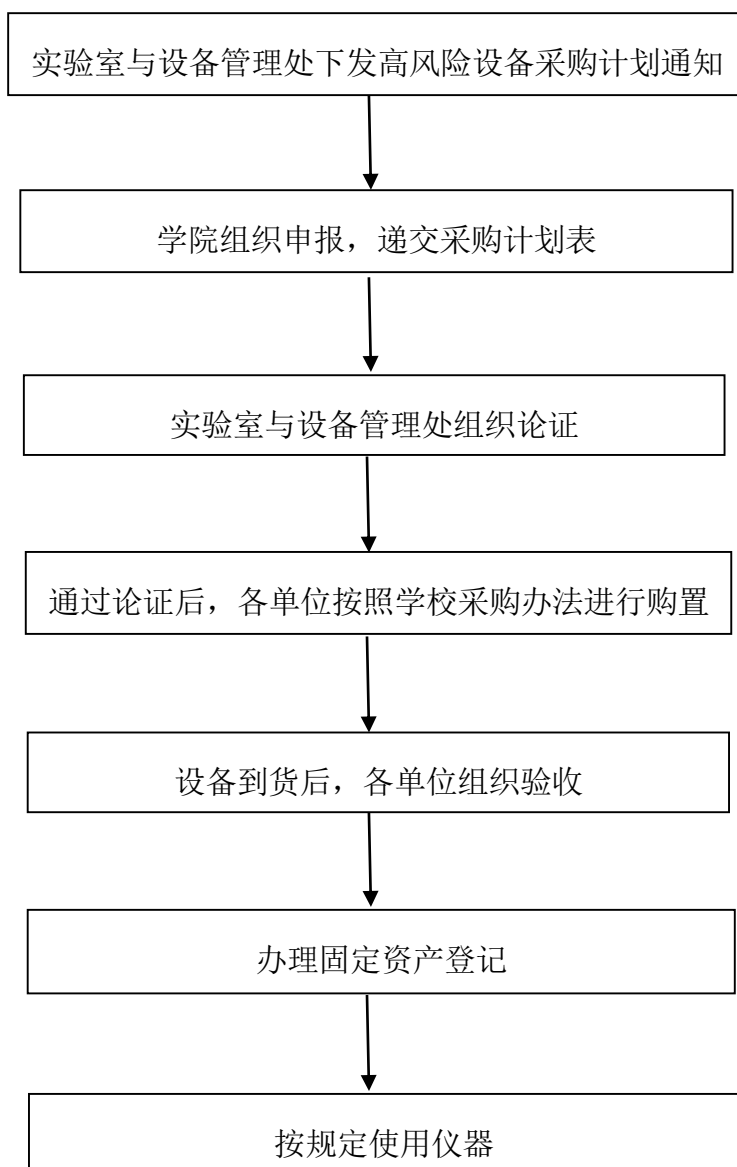 实验室与设备管理处下发高风险设备采购计划通知
学院组织申报，递交采购计划表
实验室与设备管理处组织论证
通过论证后，各单位按照学校采购办法进行购置
设备到货后，各单位组织验收
办理固定资产登记
按规定使用仪器